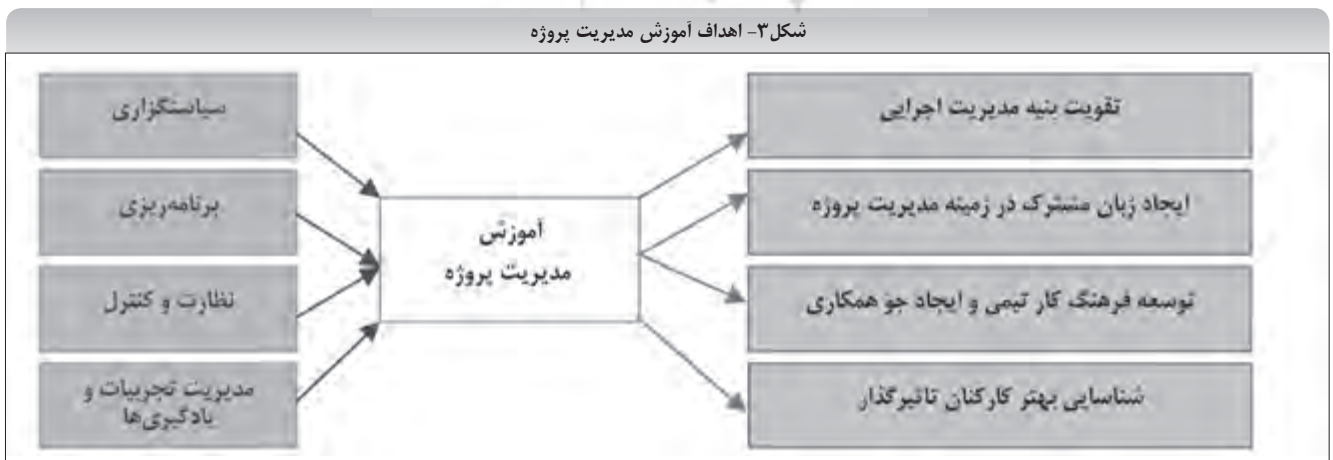 شکل۳- اهداف آموزش مدیریت پروژه
سیاستگزاری
برنامه‌ریزی
نظارت و کنترل
مدیریت تجربیات و
یادگیری‌ها
آموزش
مدیریت پروژه
تقویت بنیه مدیریت اجرایی
ایجاد زبان مشترک در زمینه مدیریت پروژه
توسعه فرهنگ کار تیمی و ایجاد جو همکاری
شناسایی بهتر کارکنان تاثیرگذار